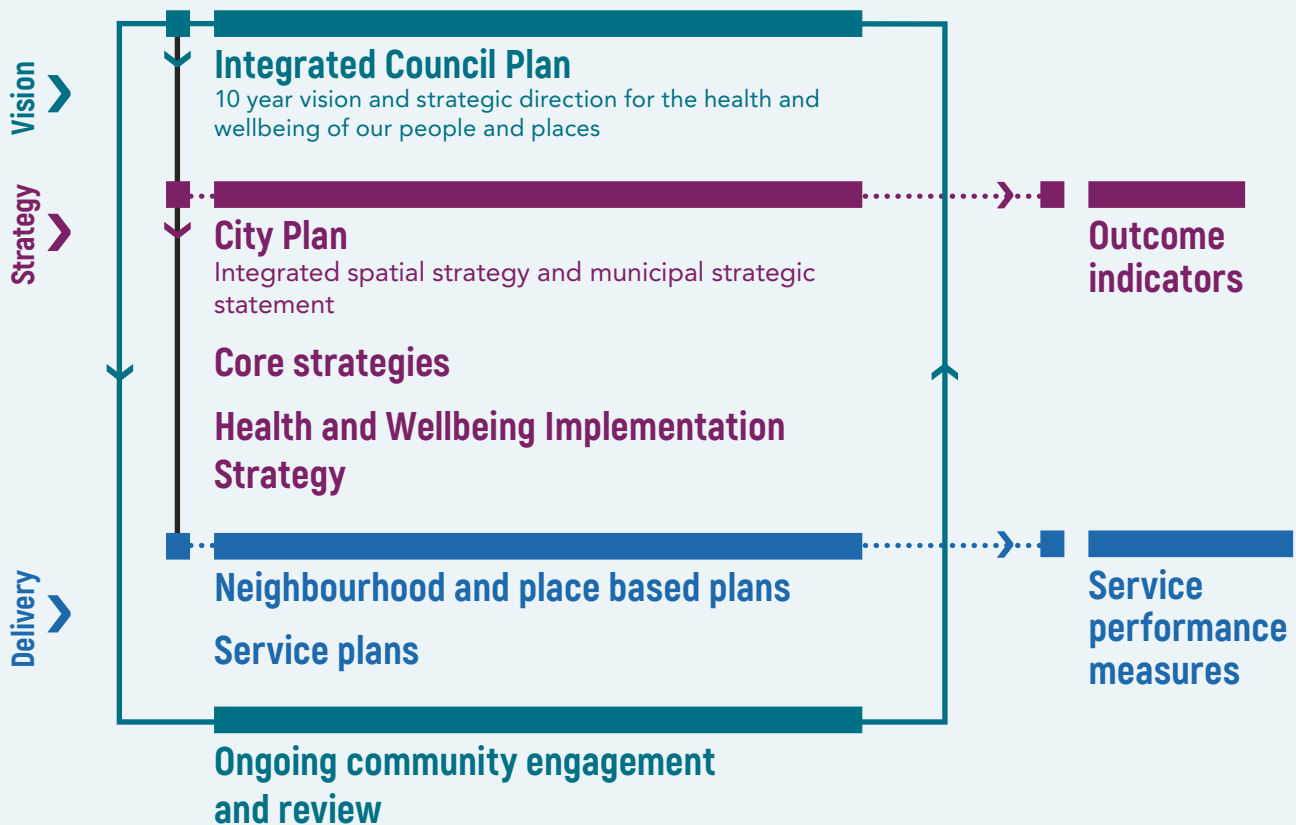 Vision
Integrated Council Plan
10 year vision and strategic direction for the health and
wellbeing of our people and places
Strategy
City Plan
Integrated spatial strategy and municipal strategic
statement
Core strategies
Health and Wellbeing Implementation
Strategy
Outcome
indicators
Delivery
Neighbourhood and place based plans
Service plans
Service
performance
measures
Ongoing community engagement
and review